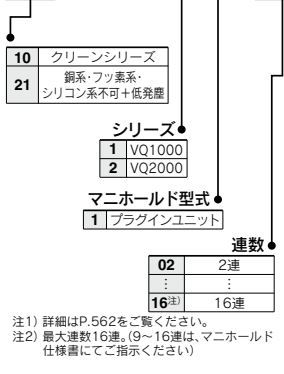 10 クリーンシリーズ
21 銅系・フッ素系・
シリコン系不可＋低発塵
シリーズ
1 VQ1000
2 VQ2000
マニホールド型式
1 プラグインユニット
連数
02 2連
⋮ ⋮
16注) 16連
注1) 詳細はP.562をご覧ください。
注2) 最大連数16連。(9〜16連は、マニホールド
仕様書にてご指示ください)